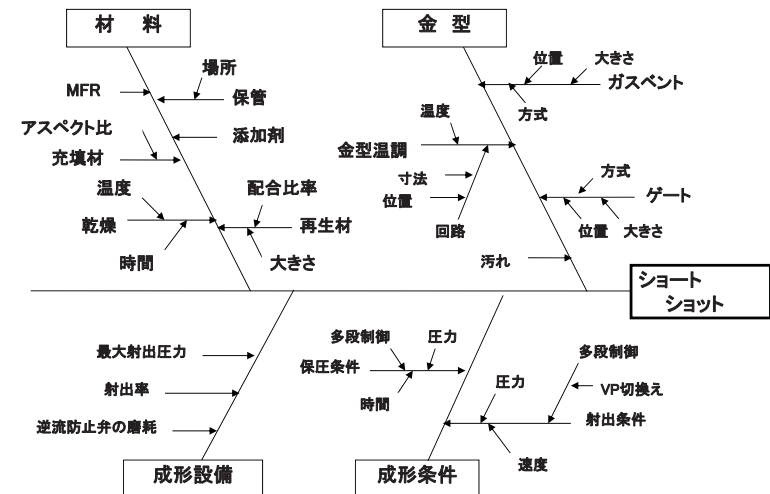 材 料
金 型
MFR
場所
保管
アスペクト比
添加剤
充填材
温度
配合比率
乾燥
再生材
時間
大きさ
位置
大きさ
ガスベント
方式
温度
金型温調
寸法
位置
回路
方式
ゲート
位置
大きさ
汚れ
ショート
ショット
最大射出圧力
射出率
逆流防止弁の磨耗
成形設備
多段制御
圧力
保圧条件
時間
多段制御
圧力
VP切換え
射出条件
速度
成形条件